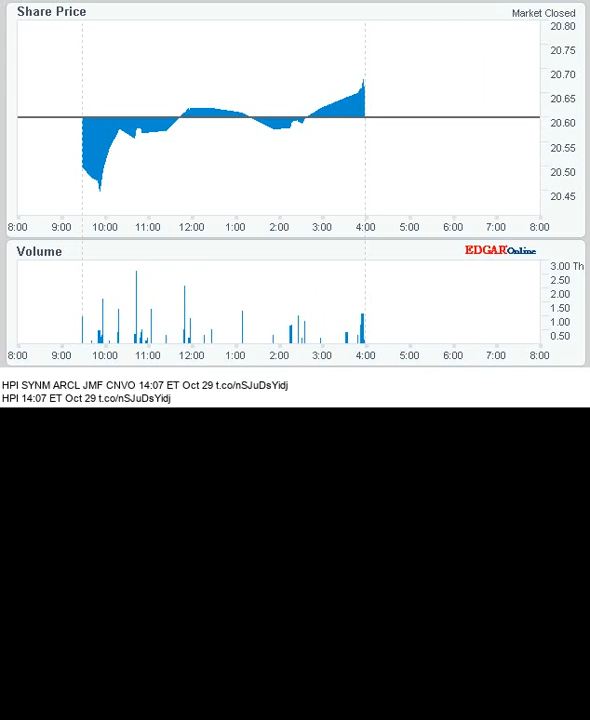 Share Price
Market Closed
20.80
20.75
20.70
20.65
20.60
20.55
20.50
20.45
8:00 9:00 10:00 11:00 12:00 1:00 2:00 3:00 4:00 5:00 6:00 7:00 8:00
Volume
EDGAR Online
3.00 Th
2.50
2.00
1.50
1.00
0.50
8:00 9:00 10:00 11:00 12:00 1:00 2:00 3:00 4:00 5:00 6:00 7:00 8:00
HPI SYNM ARCL JMF CNVO 14:07 ET Oct 29 t.co/nSJuDsYidj
HPI 14:07 ET Oct 29 t.co/nSJuDsYidj